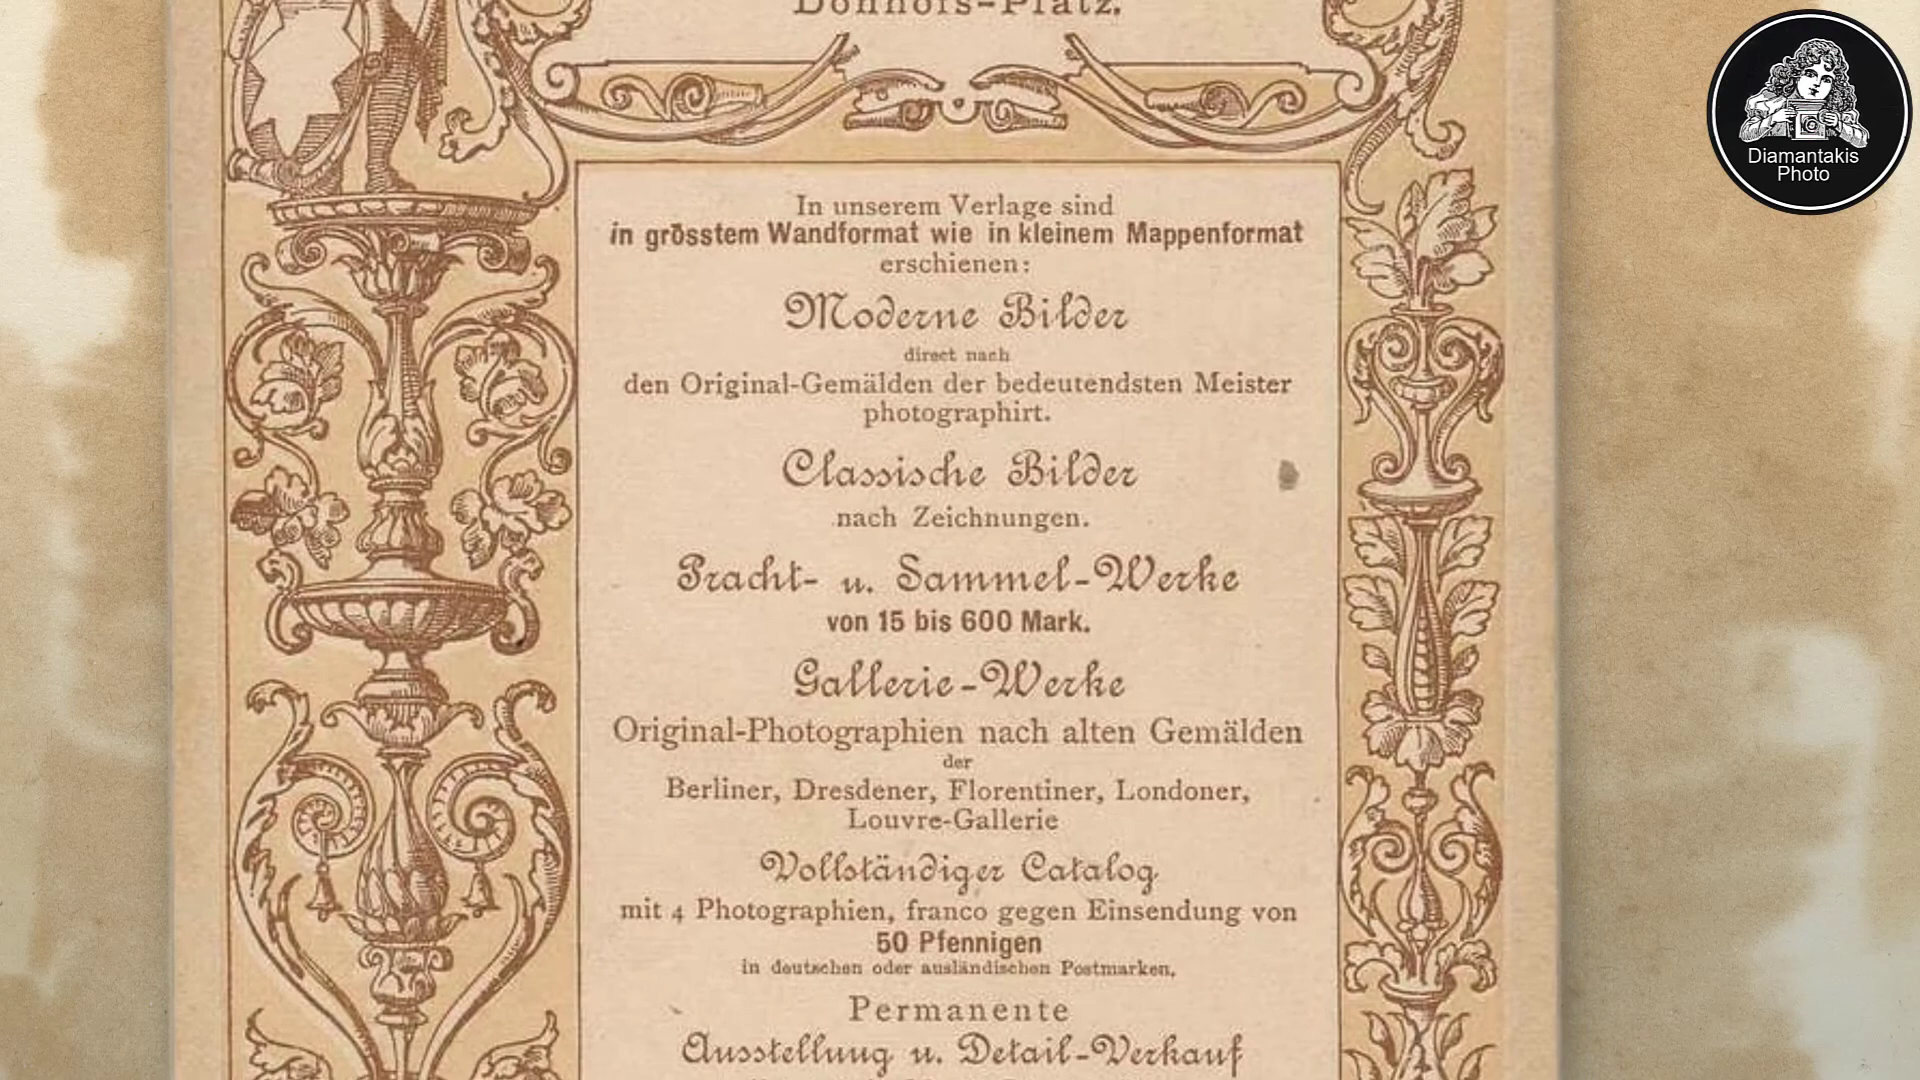 Dönhofs-Platz.
In unserem Verlage sind
in grösstem Wandformat wie in kleinem Mappenformat
erschienen:
Moderne Bilder
direct nach
den Original-Gemälden der bedeutendsten Meister
photographirt.
Classische Bilder
nach Zeichnungen.
Pracht- u. Sammel-Werke
von 15 bis 600 Mark.
Gallerie-Werke
Original-Photographien nach alten Gemälden
der
Berliner, Dresdener, Florentiner, Londoner,
Louvre-Gallerie
Vollständiger Catalog
mit 4 Photographien, franco gegen Einsendung von
50 Pfennigen
in deutschen oder ausländischen Postmarken.
Permanente
Ausstellung u. Detail-Verkauf
Diamantakis
Photo